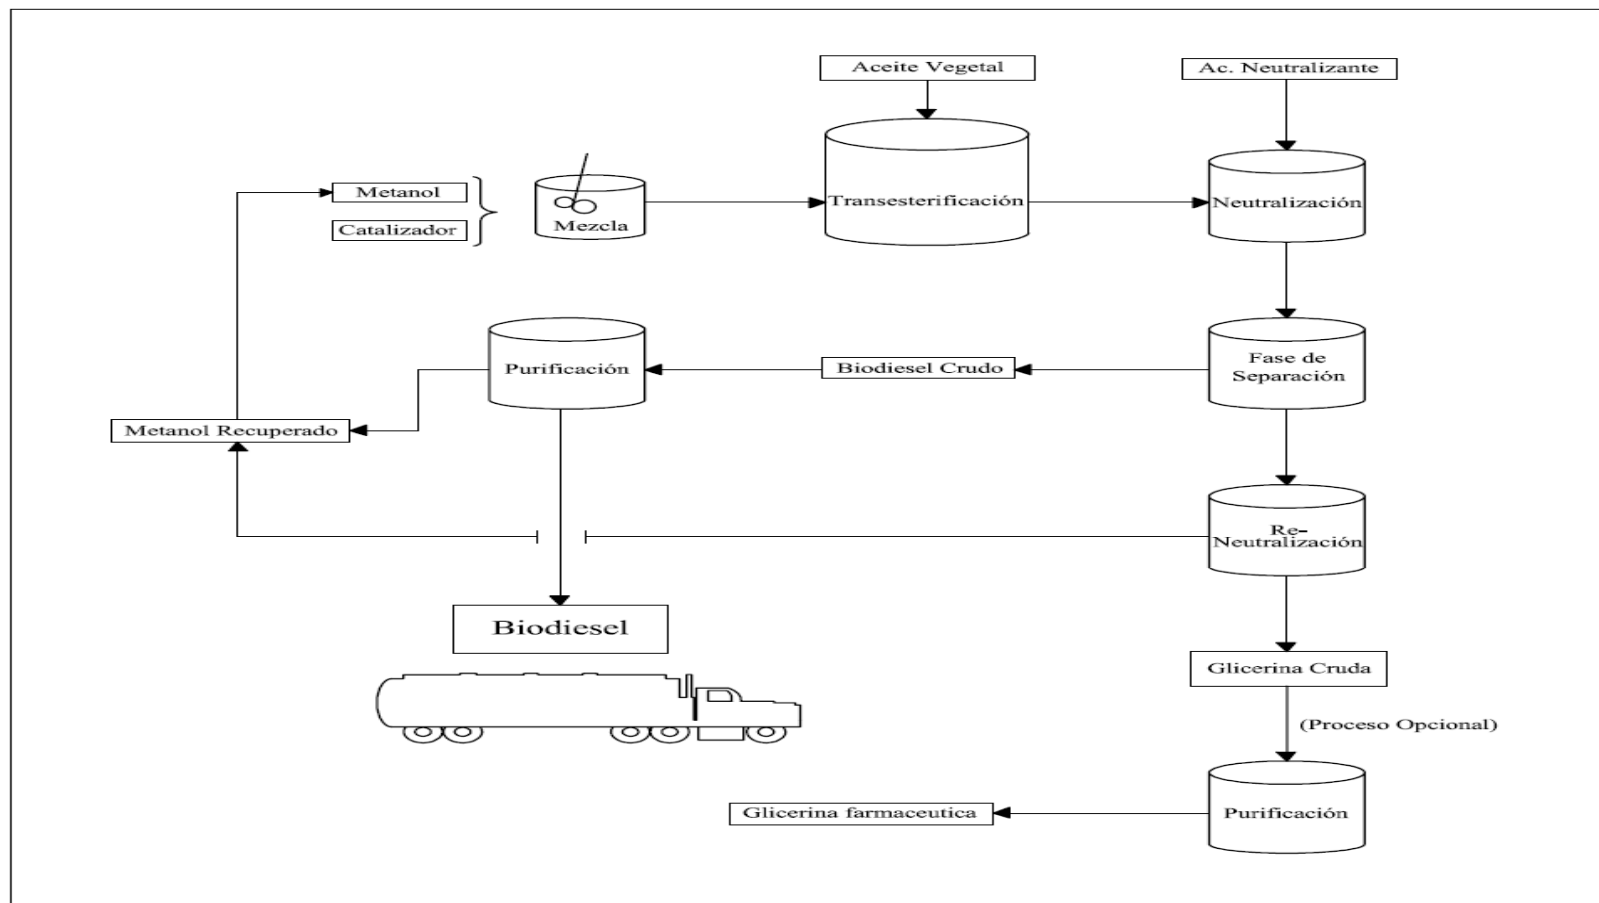 Aceite Vegetal
Ac. Neutralizante
Metanol
Catalizador
Mezcla
Transesterificación
Neutralización
Purificación
Biodiesel Crudo
Fase de
Separación
Metanol Recuperado
Re-
Neutralización
Biodiesel
Glicerina Cruda
(Proceso Opcional)
Glicerina farmaceutica
Purificación